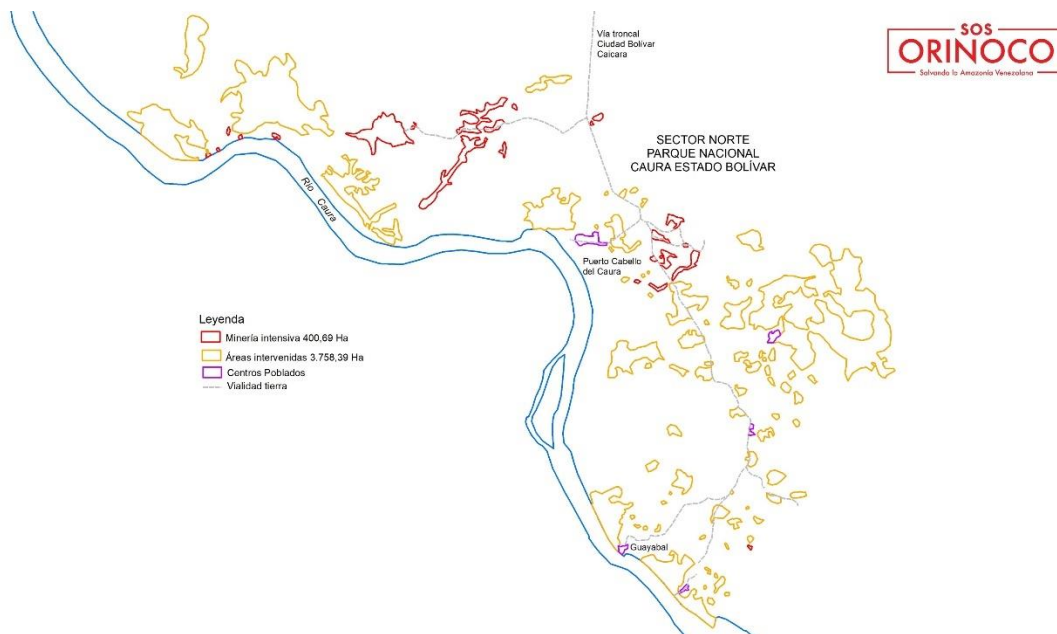 SOS
ORINOCO
Salvando la Amazonía Venezolana
Vía troncal
Ciudad Bolívar
Caicara
SECTOR NORTE
PARQUE NACIONAL
CAURA ESTADO BOLÍVAR
Río Caura
Puerto Cabello
del Caura
Leyenda
Minería intensiva 400,69 Ha
Áreas intervenidas 3.758,39 Ha
Centros Poblados
Vialidad tierra
Guayabal